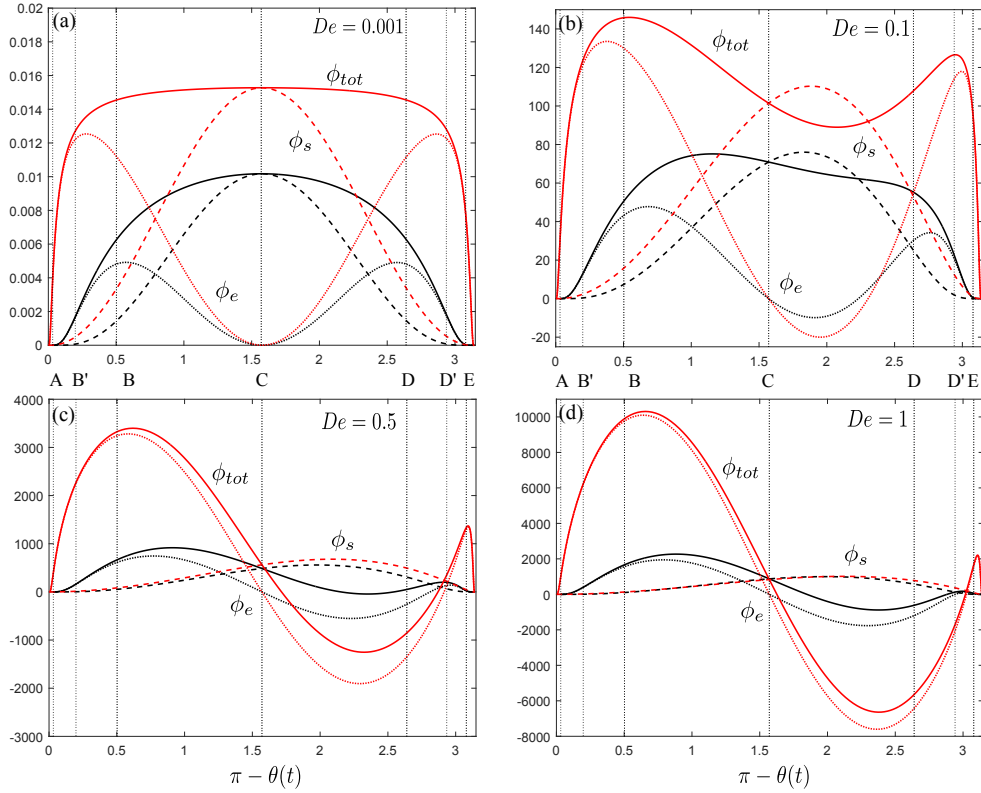 (a)
De = 0.001
0.02
0.018
0.016
0.014
0.012
0.01
0.008
0.006
0.004
0.002
0
ϕtot
ϕs
ϕe
0 0.5 1 1.5 2 2.5 3
(b)
De = 0.1
140
120
100
80
60
40
20
0
-20
ϕtot
ϕs
ϕe
0 0.5 1 1.5 2 2.5 3
A B' B C D D' E
A B' B C D D' E
(c)
De = 0.5
4000
3000
2000
1000
0
-1000
-2000
-3000
ϕtot
ϕs
ϕe
0 0.5 1 1.5 2 2.5 3
π − θ(t)
(d)
De = 1
10000
8000
6000
4000
2000
0
-2000
-4000
-6000
-8000
ϕtot
ϕs
ϕe
0 0.5 1 1.5 2 2.5 3
π − θ(t)